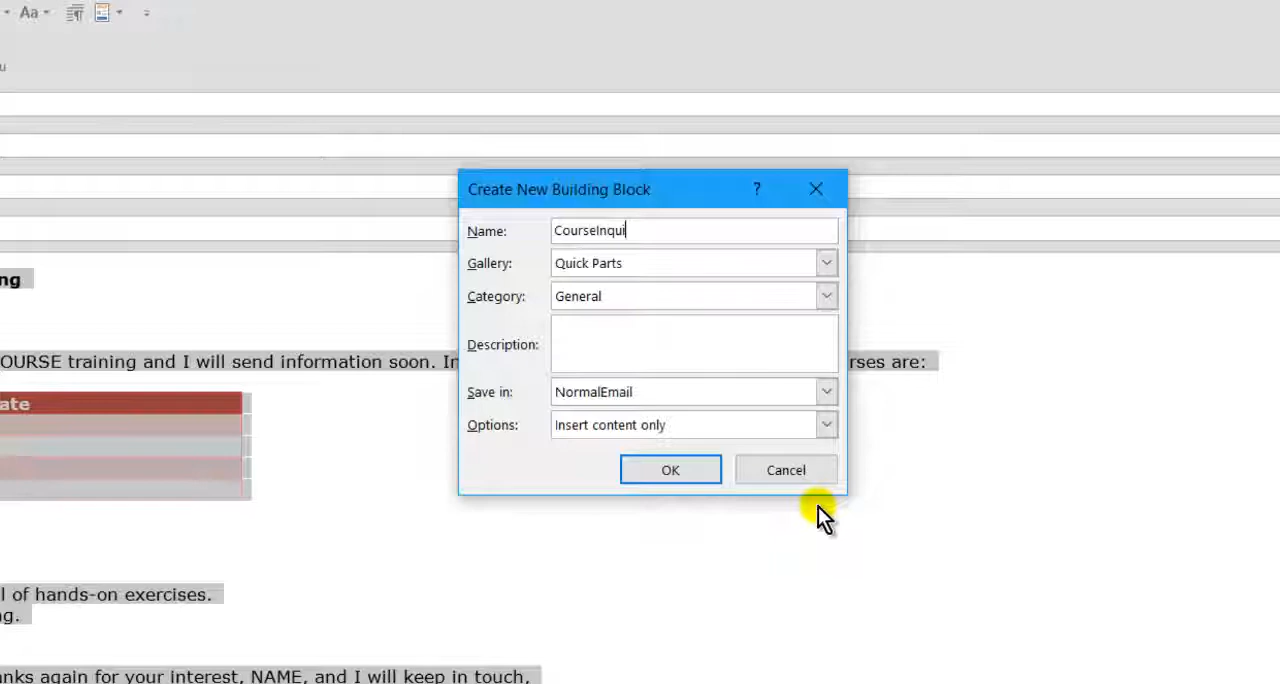 Aa
u
Create New Building Block ?
Name: CourseInqui
Gallery: Quick Parts
ng
Category: General
Description:
OURSE training and I will send information soon. In
rses are:
Save in: NormalEmail
ate
Options: Insert content only
OK Cancel
l of hands-on exercises.
ng.
anks again for your interest, NAME, and I will keep in touch,